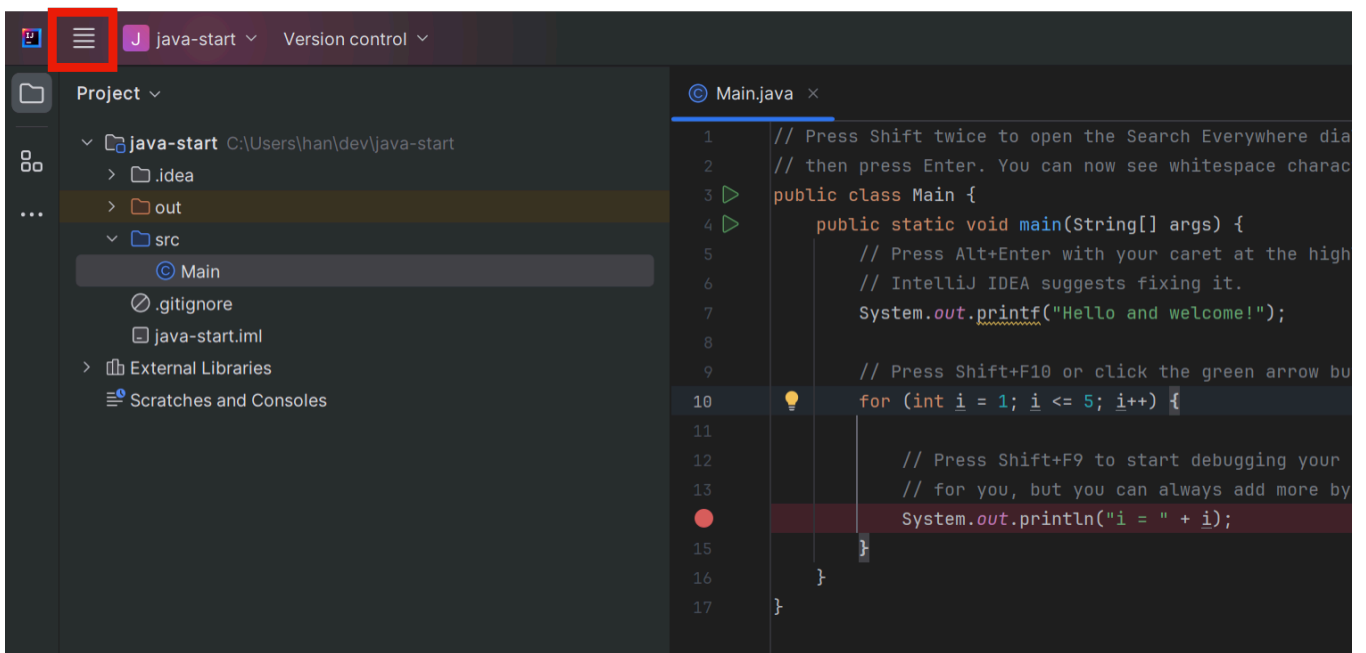 IJ
J java-start Version control
Project
java-start C:\Users\han\dev\java-start
.idea
out
src
C Main
.gitignore
java-start.iml
External Libraries
Scratches and Consoles
C Main.java ×
1 // Press Shift twice to open the Search Everywhere dia
2 // then press Enter. You can now see whitespace charac
3 public class Main {
4 public static void main(String[] args) {
5 // Press Alt+Enter with your caret at the high
6 // IntelliJ IDEA suggests fixing it.
7 System.out.printf("Hello and welcome!");
8
9 // Press Shift+F10 or click the green arrow bu
10 for (int i = 1; i <= 5; i++) {
11
12 // Press Shift+F9 to start debugging your
13 // for you, but you can always add more by
System.out.println("i = " + i);
15 }
16 }
17 }